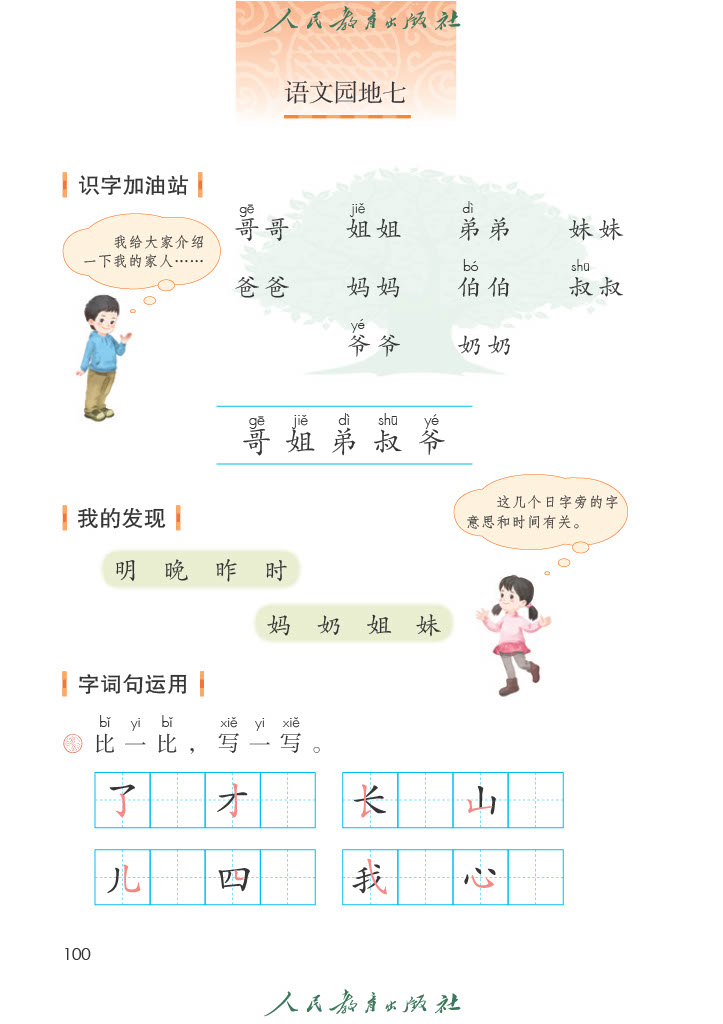 人民教育出版社
语文园地七
识字加油站
我给大家介绍
一下我的家人……
gē jiě dì
哥哥 姐姐 弟弟 妹妹
bó shū
爸爸 妈妈 伯伯 叔叔
yé
爷爷 奶奶
gē jiě dì shū yé
哥 姐 弟 叔 爷
我的发现
这几个日字旁的字
意思和时间有关。
明 晚 昨 时
妈 奶 姐 妹
字词句运用
bǐ yi bǐ xiě yi xiě
比一比，写一写。
了 才 长 山
儿 四 我 心
100
人民教育出版社